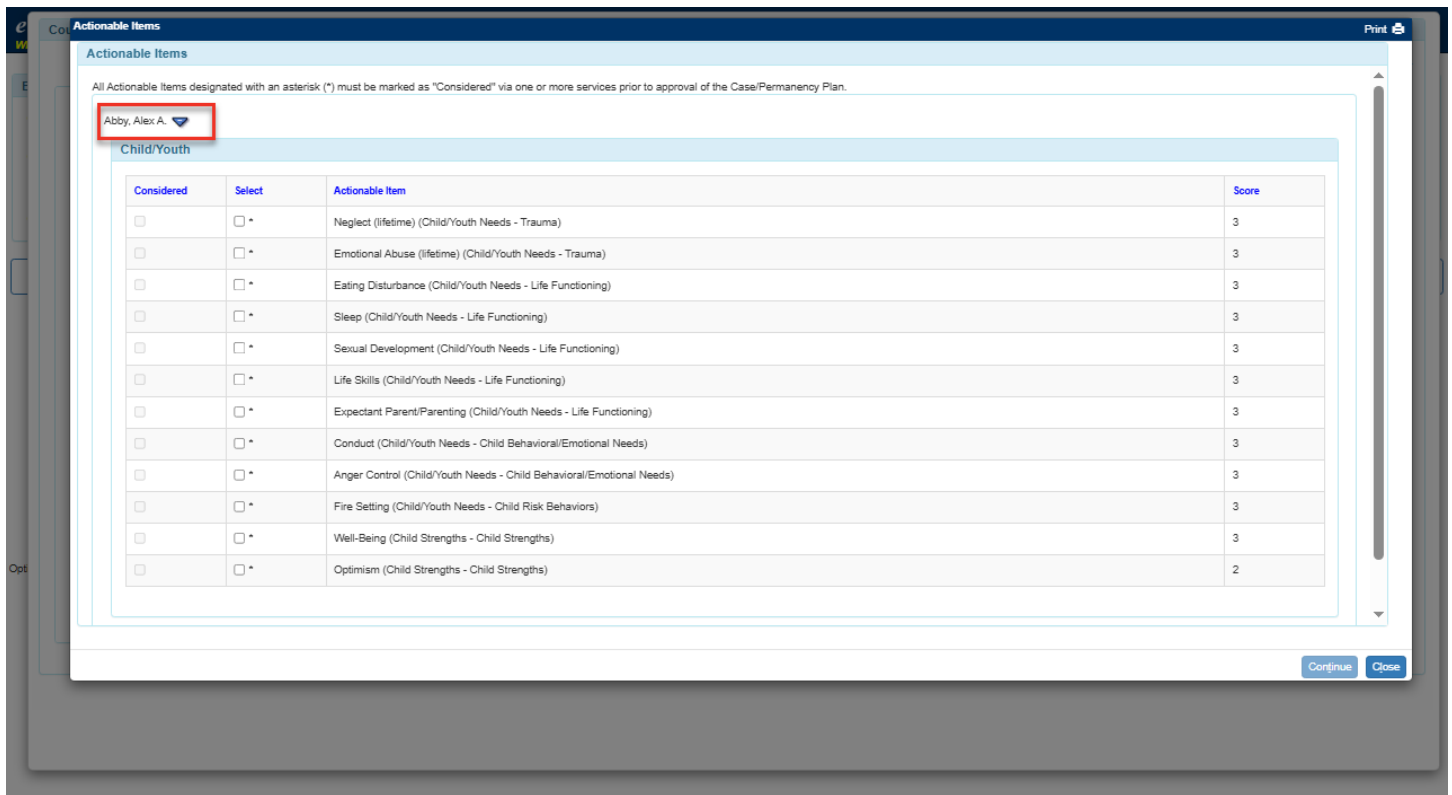 e
Cou
Actionable Items
Print
WI
Actionable Items
E
All Actionable Items designated with an asterisk (*) must be marked as "Considered" via one or more services prior to approval of the Case/Permanency Plan.
Abby, Alex A.
Child/Youth
Considered Select Actionable Item Score
* Neglect (lifetime) (Child/Youth Needs - Trauma) 3
* Emotional Abuse (lifetime) (Child/Youth Needs - Trauma) 3
* Eating Disturbance (Child/Youth Needs - Life Functioning) 3
* Sleep (Child/Youth Needs - Life Functioning) 3
* Sexual Development (Child/Youth Needs - Life Functioning) 3
* Life Skills (Child/Youth Needs - Life Functioning) 3
* Expectant Parent/Parenting (Child/Youth Needs - Life Functioning) 3
* Conduct (Child/Youth Needs - Child Behavioral/Emotional Needs) 3
* Anger Control (Child/Youth Needs - Child Behavioral/Emotional Needs) 3
* Fire Setting (Child/Youth Needs - Child Risk Behaviors) 3
* Well-Being (Child Strengths - Child Strengths) 3
* Optimism (Child Strengths - Child Strengths) 2
Opt
Continue Close